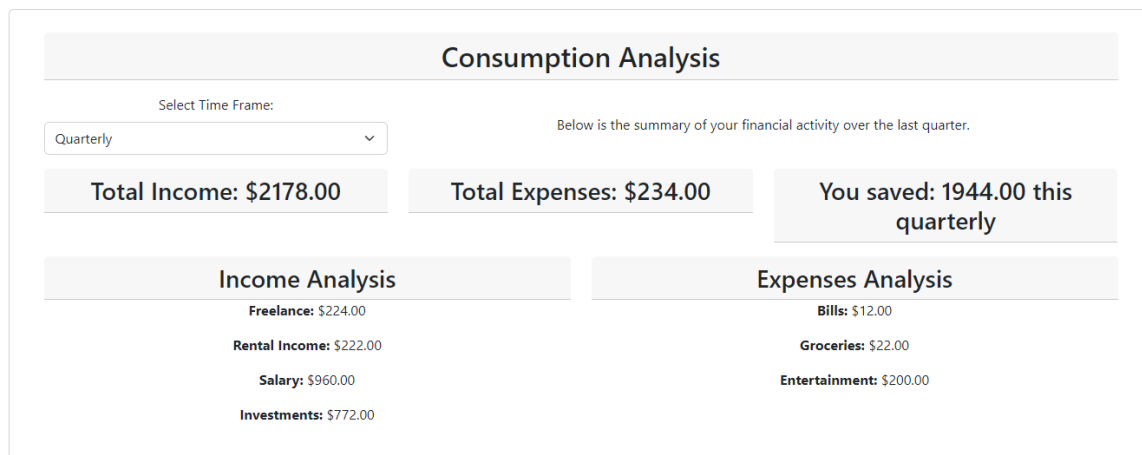 Consumption Analysis
Select Time Frame:
Quarterly
Below is the summary of your financial activity over the last quarter.
Total Income: $2178.00
Total Expenses: $234.00
You saved: 1944.00 this
quarterly
Income Analysis
Freelance: $224.00
Rental Income: $222.00
Salary: $960.00
Investments: $772.00
Expenses Analysis
Bills: $12.00
Groceries: $22.00
Entertainment: $200.00